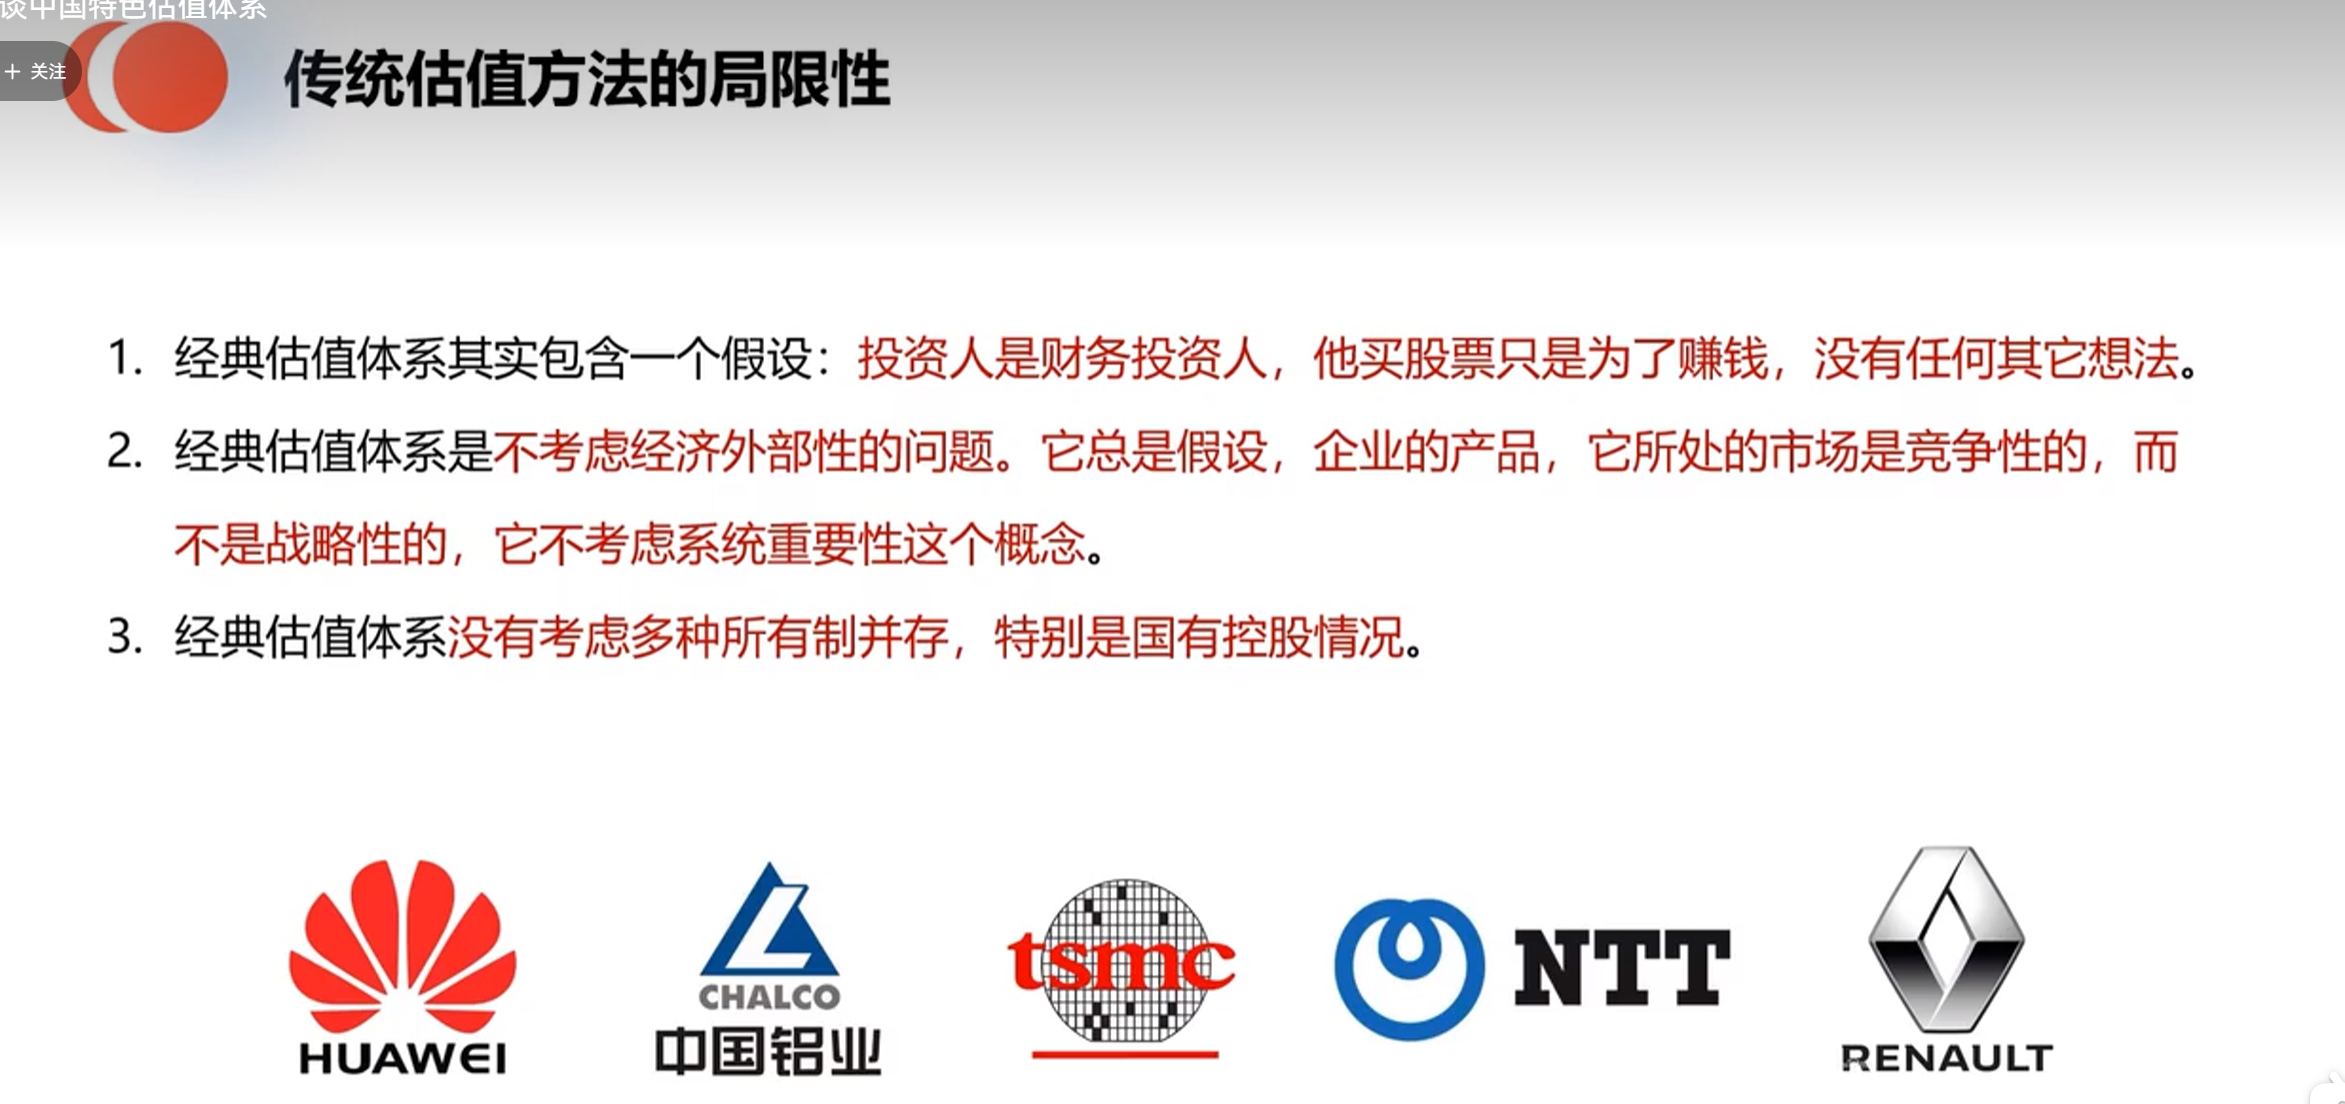 谈中国特色估值体系
+ 关注
传统估值方法的局限性
1. 经典估值体系其实包含一个假设：投资人是财务投资人，他买股票只是为了赚钱，没有任何其它想法。
2. 经典估值体系是不考虑经济外部性的问题。它总是假设，企业的产品，它所处的市场是竞争性的，而
不是战略性的，它不考虑系统重要性这个概念。
3. 经典估值体系没有考虑多种所有制并存，特别是国有控股情况。
HUAWEI
CHALCO
中国铝业
tsmc
NTT
RENAULT